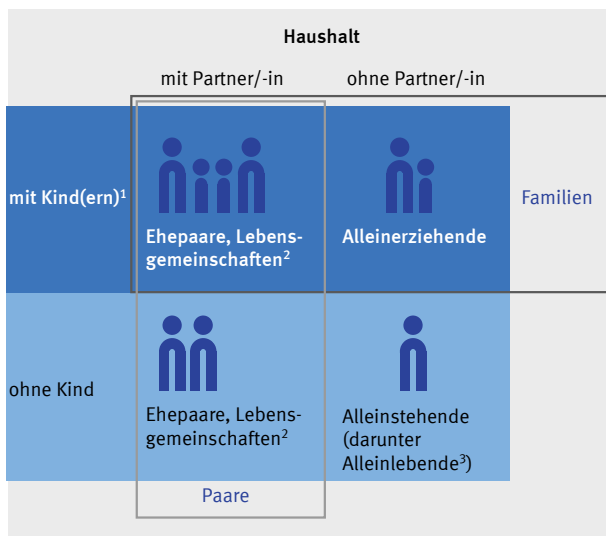 Haushalt
mit Partner/-in
ohne Partner/-in
mit Kind(ern)¹
Ehepaare, Lebens-
gemeinschaften²
Alleinerziehende
Familien
ohne Kind
Ehepaare, Lebens-
gemeinschaften²
Alleinstehende
(darunter
Alleinlebende³)
Paare